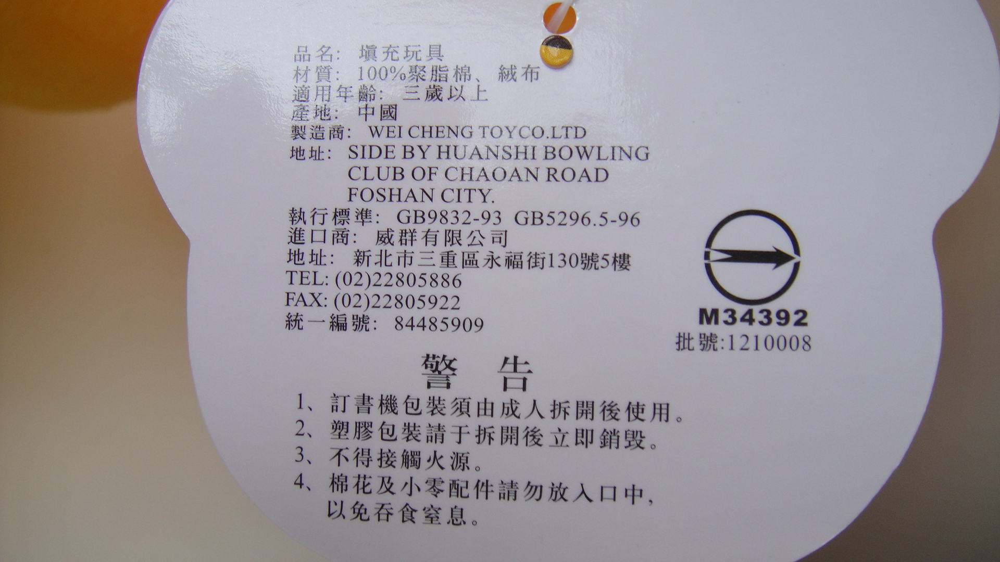 品名: 填充玩具
材質: 100%聚脂棉、絨布
適用年齡: 三歲以上
產地: 中國
製造商: WEI CHENG TOYCO.LTD
地址: SIDE BY HUANSHI BOWLING
CLUB OF CHAOAN ROAD
FOSHAN CITY.
執行標準: GB9832-93 GB5296.5-96
進口商: 威群有限公司
地址: 新北市三重區永福街130號5樓
TEL: (02)22805886
FAX: (02)22805922
統一編號: 84485909
M34392
批號:1210008
警 告
1、訂書機包裝須由成人拆開後使用。
2、塑膠包裝請于拆開後立即銷毀。
3、不得接觸火源。
4、棉花及小零配件請勿放入口中,
以免吞食窒息。